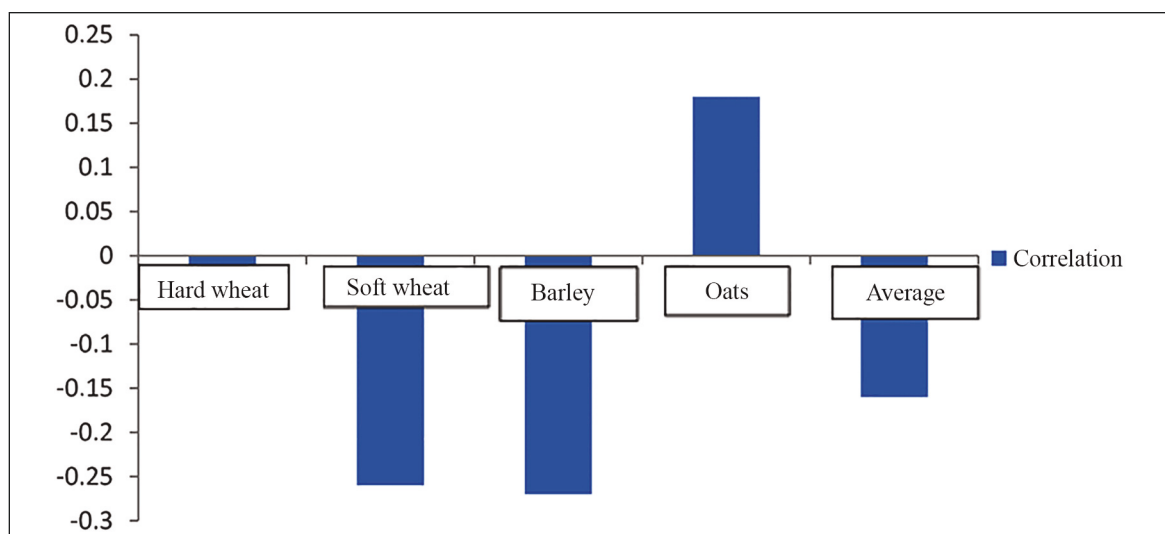 0.25
0.2
0.15
0.1
0.05
0
-0.05
-0.1
-0.15
-0.2
-0.25
-0.3
Hard wheat
Soft wheat
Barley
Oats
Average
Correlation